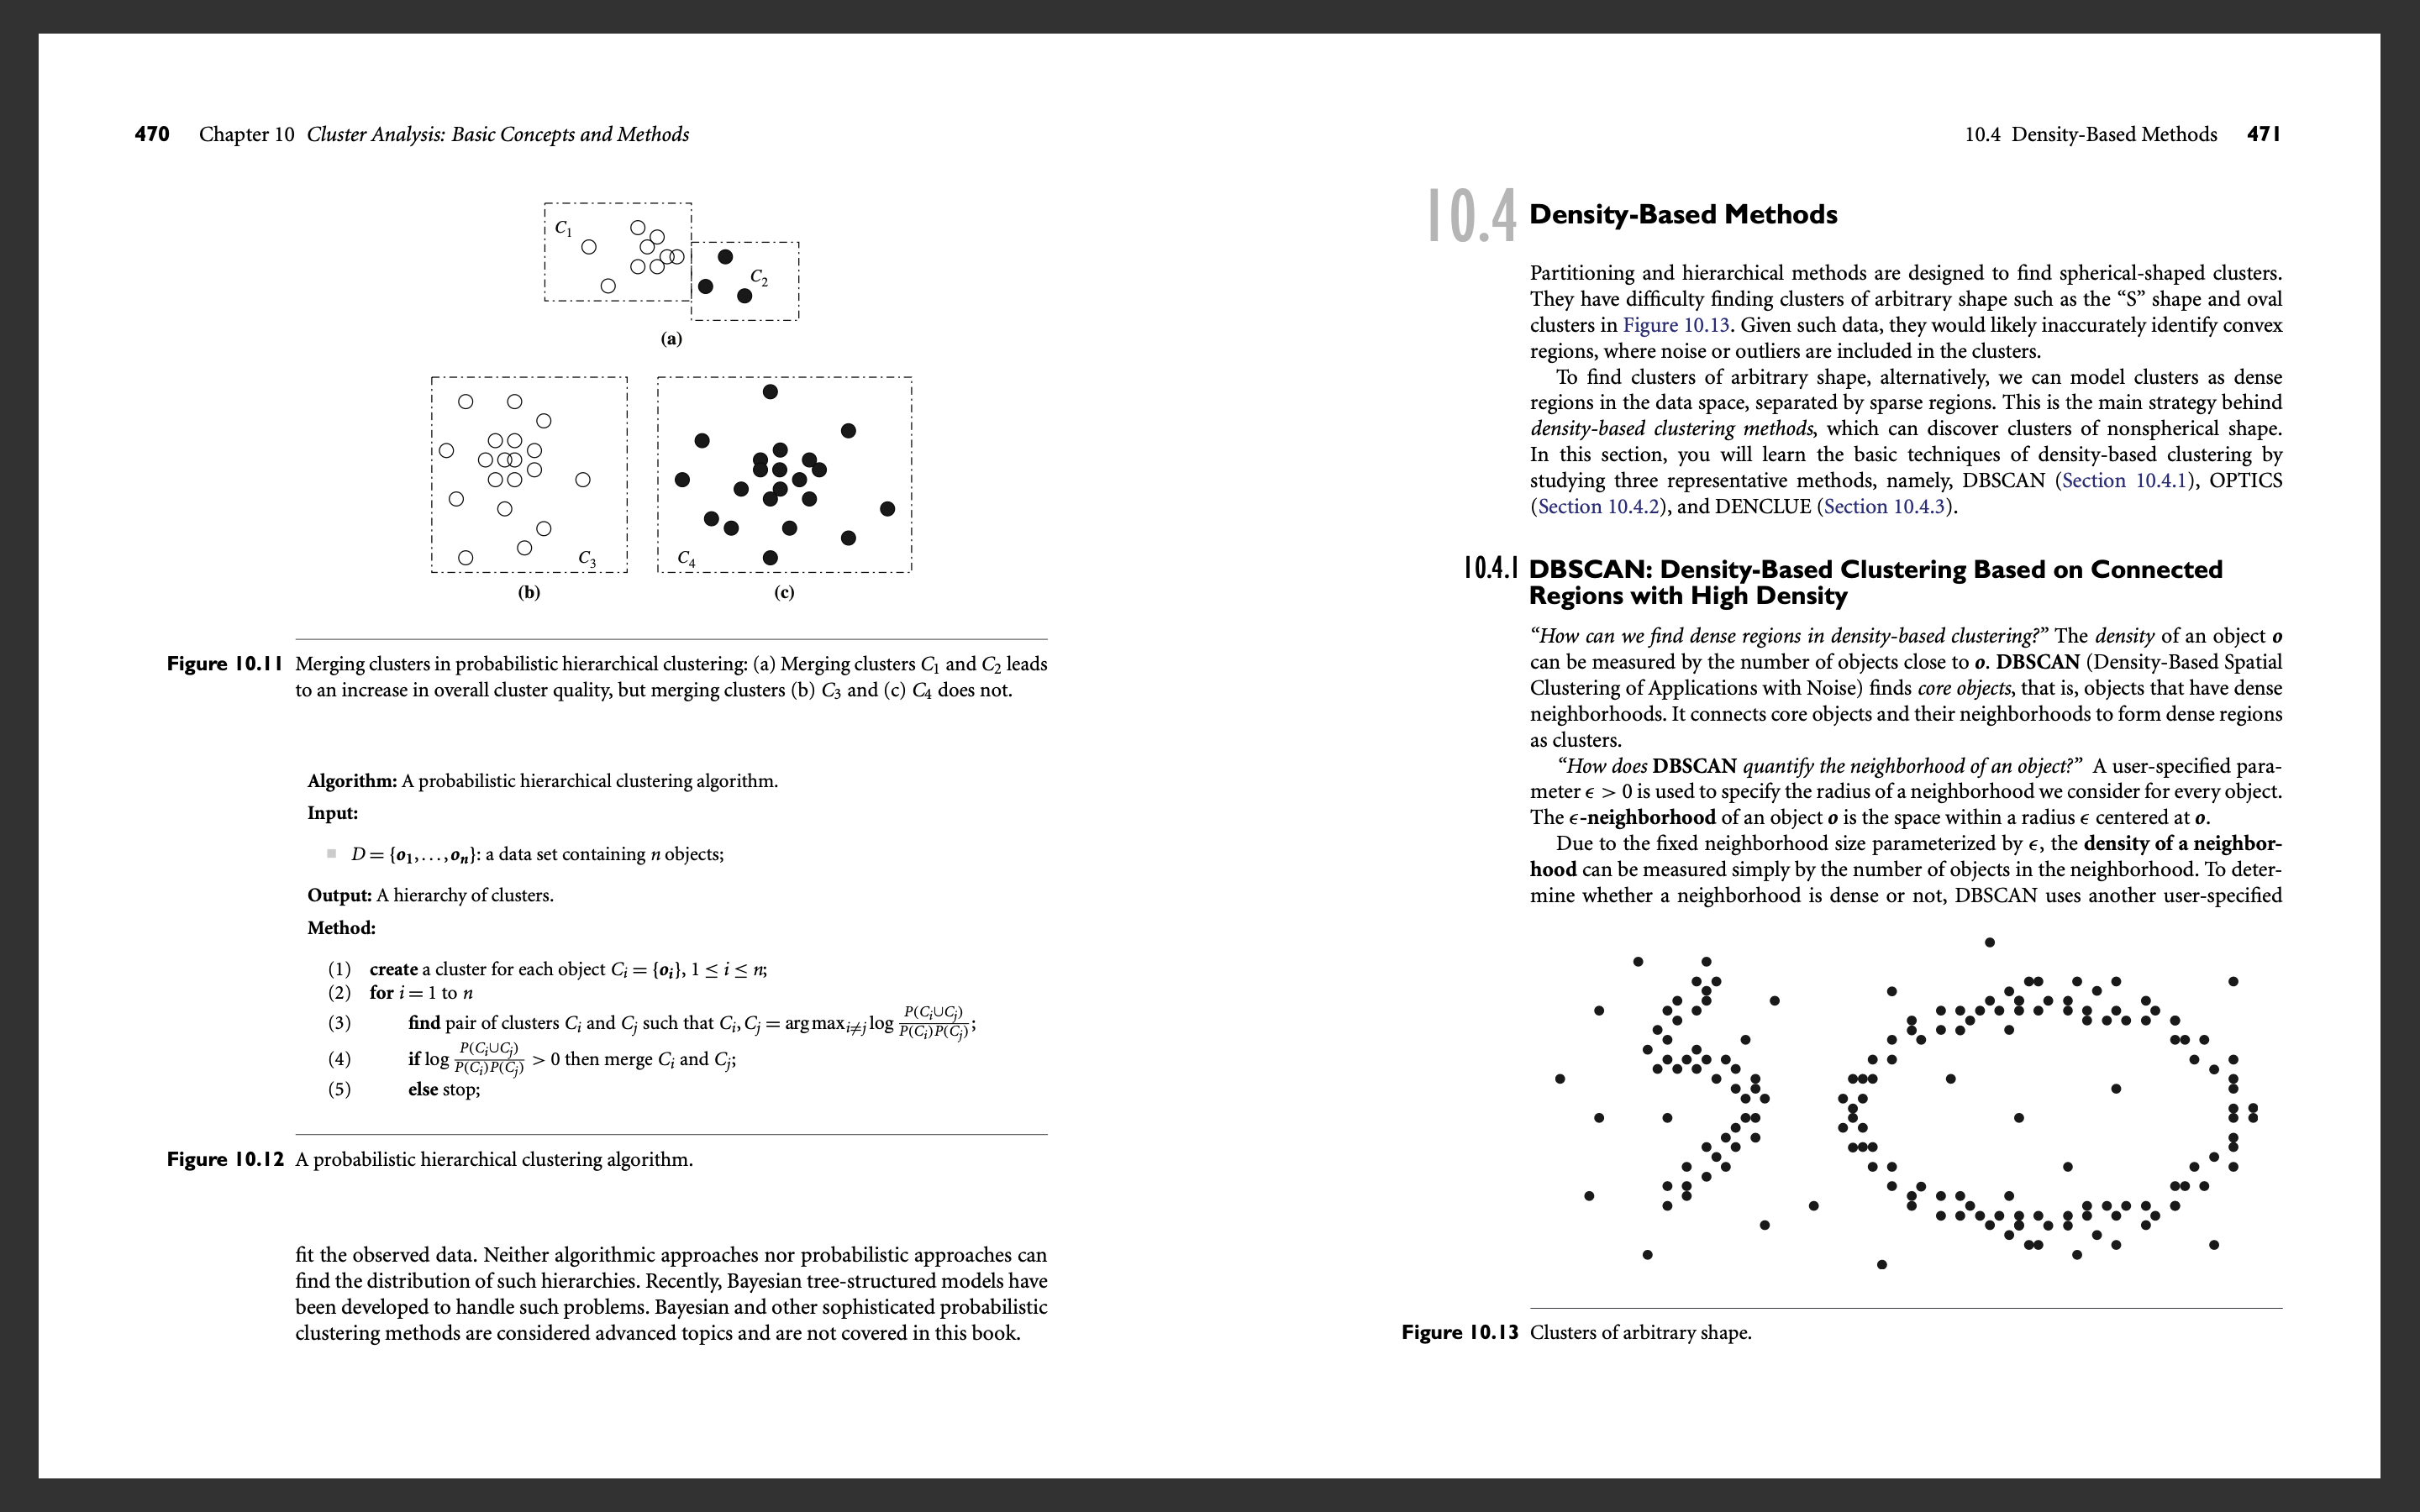 470 Chapter 10 Cluster Analysis: Basic Concepts and Methods
C1
C2
(a)
C3
C4
(b) (c)
Figure 10.11 Merging clusters in probabilistic hierarchical clustering: (a) Merging clusters C1 and C2 leads
to an increase in overall cluster quality, but merging clusters (b) C3 and (c) C4 does not.
Algorithm: A probabilistic hierarchical clustering algorithm.
Input:
D = {o1,...,on}: a data set containing n objects;
Output: A hierarchy of clusters.
Method:
(1) create a cluster for each object Ci = {oi}, 1 ≤ i ≤ n;
(2) for i = 1 to n
(3) find pair of clusters Ci and Cj such that Ci, Cj = arg max i≠j log P(Ci∪Cj) / P(Ci)P(Cj);
(4) if log P(Ci∪Cj) / P(Ci)P(Cj) > 0 then merge Ci and Cj;
(5) else stop;
Figure 10.12 A probabilistic hierarchical clustering algorithm.
fit the observed data. Neither algorithmic approaches nor probabilistic approaches can
find the distribution of such hierarchies. Recently, Bayesian tree-structured models have
been developed to handle such problems. Bayesian and other sophisticated probabilistic
clustering methods are considered advanced topics and are not covered in this book.
10.4 Density-Based Methods 471
10.4 Density-Based Methods
Partitioning and hierarchical methods are designed to find spherical-shaped clusters.
They have difficulty finding clusters of arbitrary shape such as the “S” shape and oval
clusters in Figure 10.13. Given such data, they would likely inaccurately identify convex
regions, where noise or outliers are included in the clusters.
To find clusters of arbitrary shape, alternatively, we can model clusters as dense
regions in the data space, separated by sparse regions. This is the main strategy behind
density-based clustering methods, which can discover clusters of nonspherical shape.
In this section, you will learn the basic techniques of density-based clustering by
studying three representative methods, namely, DBSCAN (Section 10.4.1), OPTICS
(Section 10.4.2), and DENCLUE (Section 10.4.3).
10.4.1 DBSCAN: Density-Based Clustering Based on Connected
Regions with High Density
“How can we find dense regions in density-based clustering?” The density of an object o
can be measured by the number of objects close to o. DBSCAN (Density-Based Spatial
Clustering of Applications with Noise) finds core objects, that is, objects that have dense
neighborhoods. It connects core objects and their neighborhoods to form dense regions
as clusters.
“How does DBSCAN quantify the neighborhood of an object?” A user-specified para-
meter ϵ > 0 is used to specify the radius of a neighborhood we consider for every object.
The ϵ-neighborhood of an object o is the space within a radius ϵ centered at o.
Due to the fixed neighborhood size parameterized by ϵ, the density of a neighbor-
hood can be measured simply by the number of objects in the neighborhood. To deter-
mine whether a neighborhood is dense or not, DBSCAN uses another user-specified
Figure 10.13 Clusters of arbitrary shape.